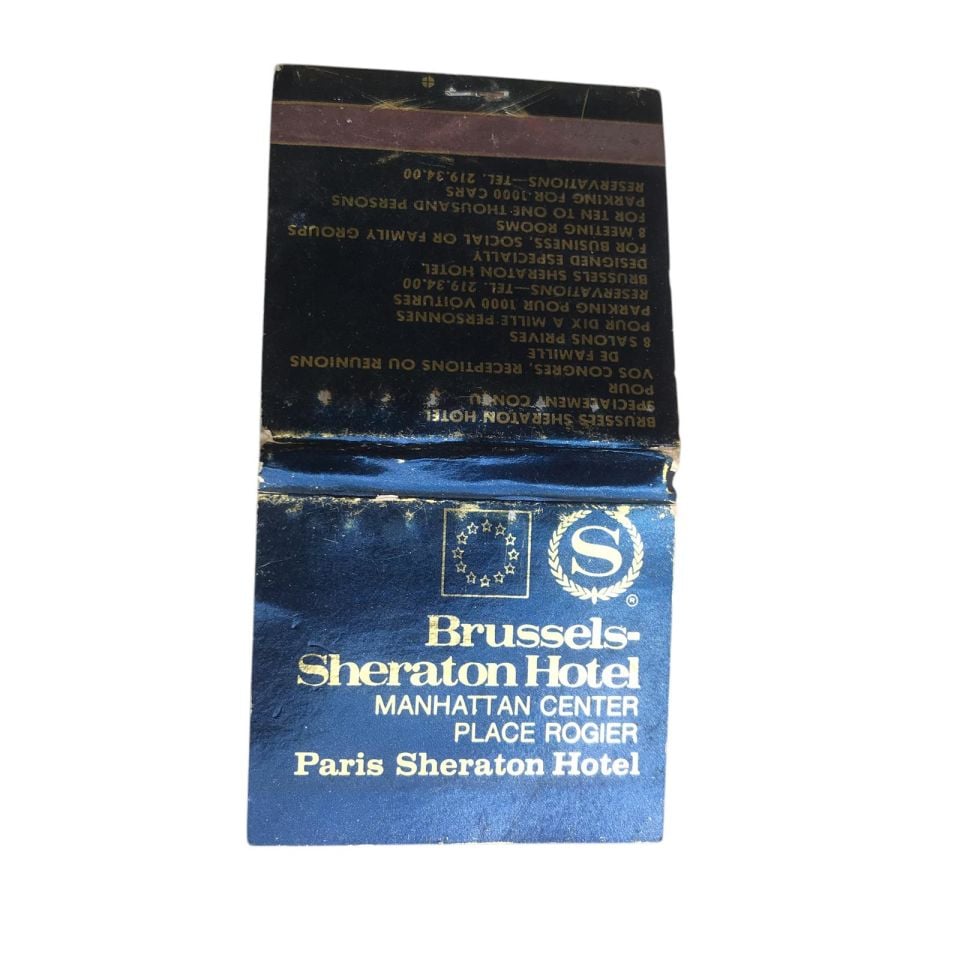 S
®
Brussels-
Sheraton Hotel
MANHATTAN CENTER
PLACE ROGIER
Paris Sheraton Hotel
BRUSSELS SHERATON HOTEL
SPECIALEMENT CONÇU
POUR
VOS CONGRES, RECEPTIONS OU REUNIONS
DE FAMILLE
8 SALONS PRIVES
POUR DIX A MILLE PERSONNES
PARKING POUR 1000 VOITURES
RESERVATIONS—TEL. 219.34.00
BRUSSELS SHERATON HOTEL
DESIGNED ESPECIALLY
FOR BUSINESS, SOCIAL OR FAMILY GROUPS
8 MEETING ROOMS
FOR TEN TO ONE THOUSAND PERSONS
PARKING FOR 1000 CARS
RESERVATIONS—TEL. 219.34.00